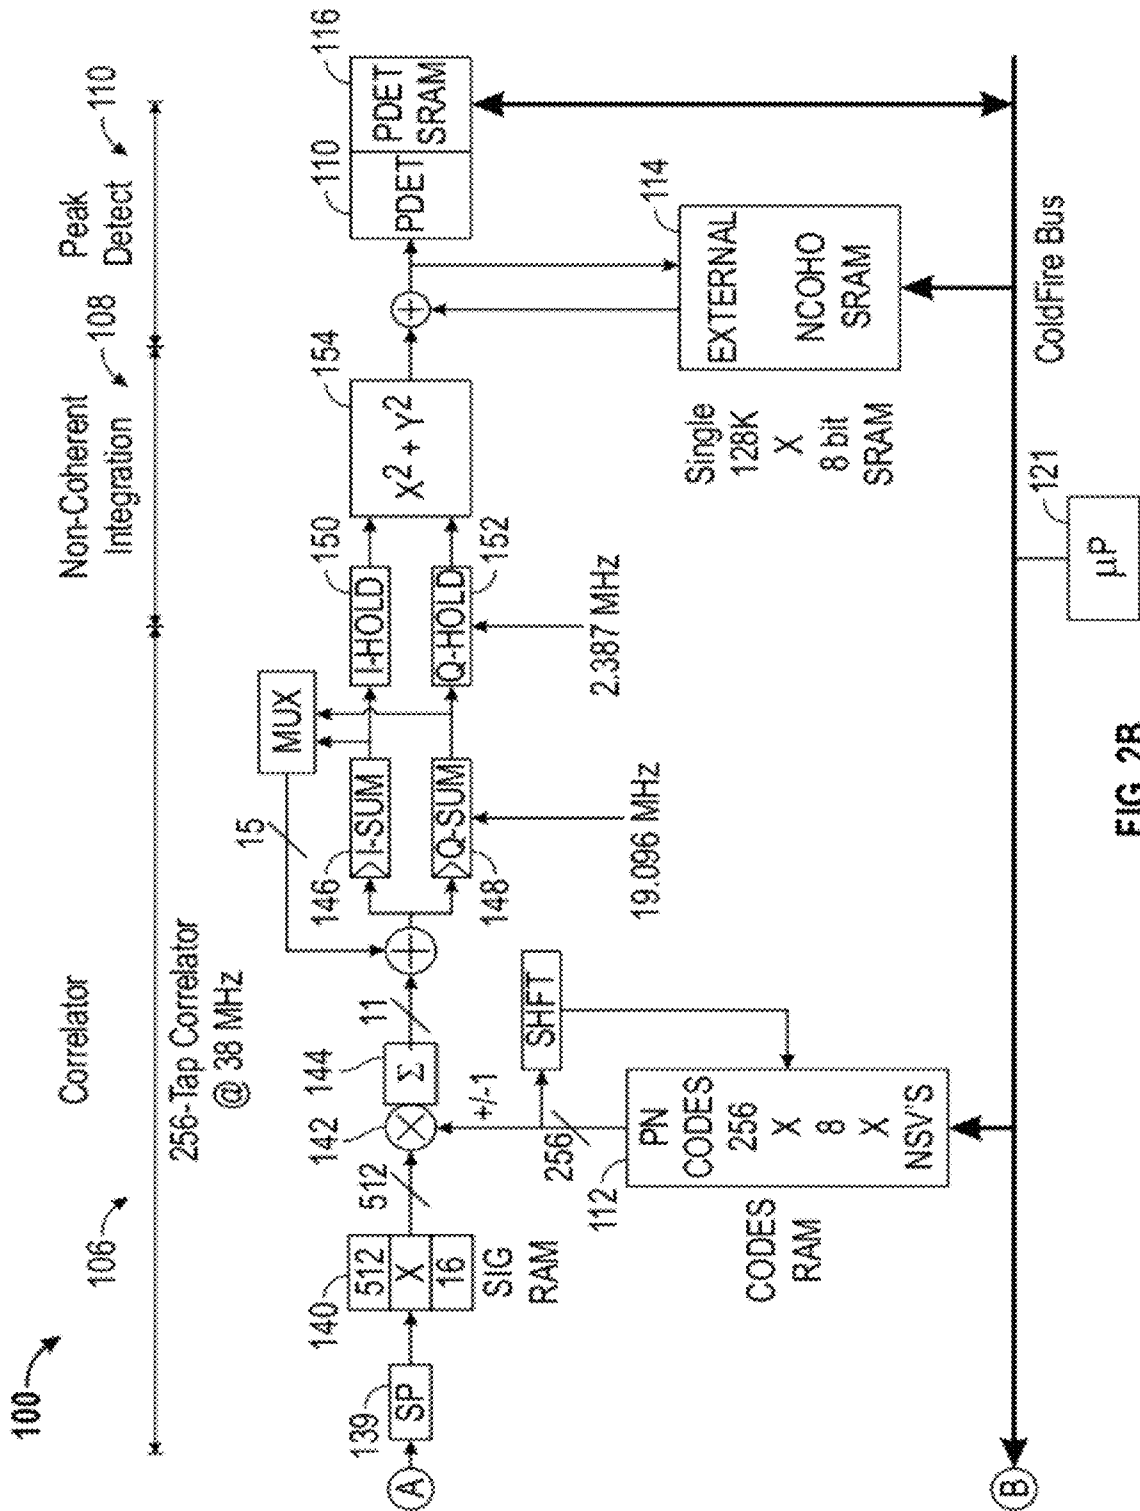 100
106
Correlator
256-Tap Correlator
@ 38 MHz
Non-Coherent
Integration
108
Peak
Detect
110
A
139
SP
140
512
X
16
SIG
RAM
512
142
144
Σ
11
15
MUX
146
I-SUM
148
Q-SUM
19.096 MHz
150
I-HOLD
152
Q-HOLD
2.387 MHz
154
X2 + Y2
110
PDET
116
PDET
SRAM
+/-1
256
SHFT
112
PN
CODES
256
X
8
X
NSV'S
CODES
RAM
Single
128K
X
8 bit
SRAM
114
EXTERNAL
NCOHO
SRAM
B
ColdFire Bus
121
μP
FIG. 2B